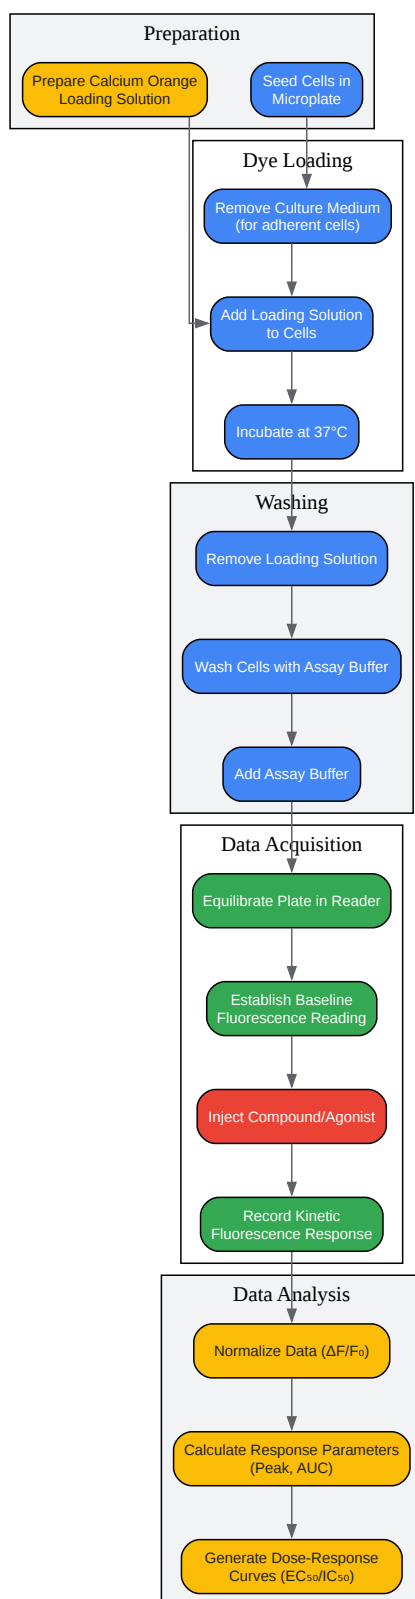 Preparation
Prepare Calcium Orange
Loading Solution
Seed Cells in
Microplate
Dye Loading
Remove Culture Medium
(for adherent cells)
Add Loading Solution
to Cells
Incubate at 37°C
Washing
Remove Loading Solution
Wash Cells with Assay Buffer
Add Assay Buffer
Data Acquisition
Equilibrate Plate in Reader
Establish Baseline
Fluorescence Reading
Inject Compound/Agonist
Record Kinetic
Fluorescence Response
Data Analysis
Normalize Data (ΔF/F₀)
Calculate Response Parameters
(Peak, AUC)
Generate Dose-Response
Curves (EC₅₀/IC₅₀)